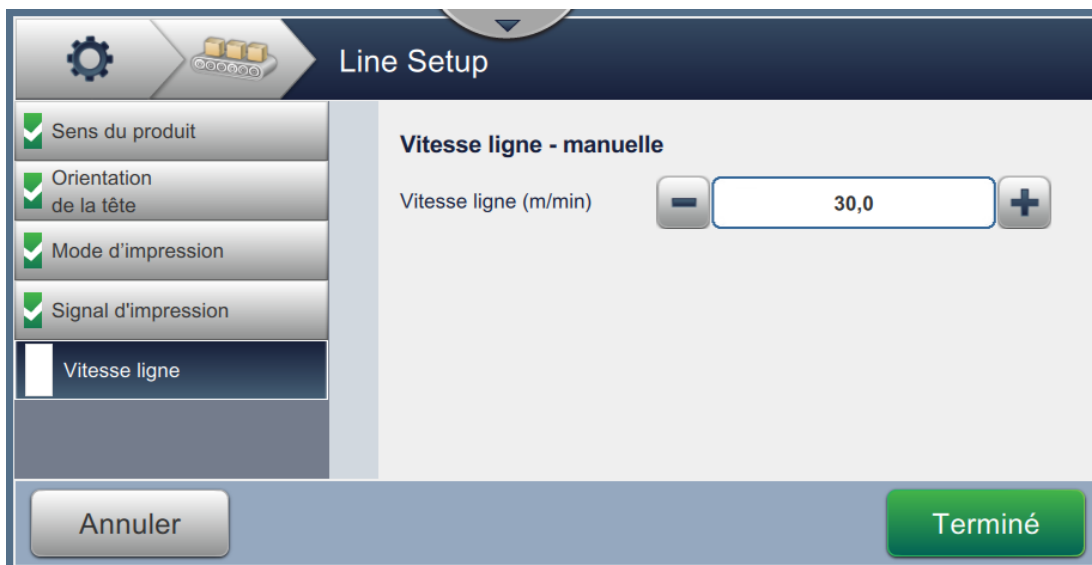 Line Setup
Sens du produit
Orientation
de la tête
Mode d’impression
Signal d'impression
Vitesse ligne
Vitesse ligne - manuelle
Vitesse ligne (m/min)
30,0
Annuler
Terminé